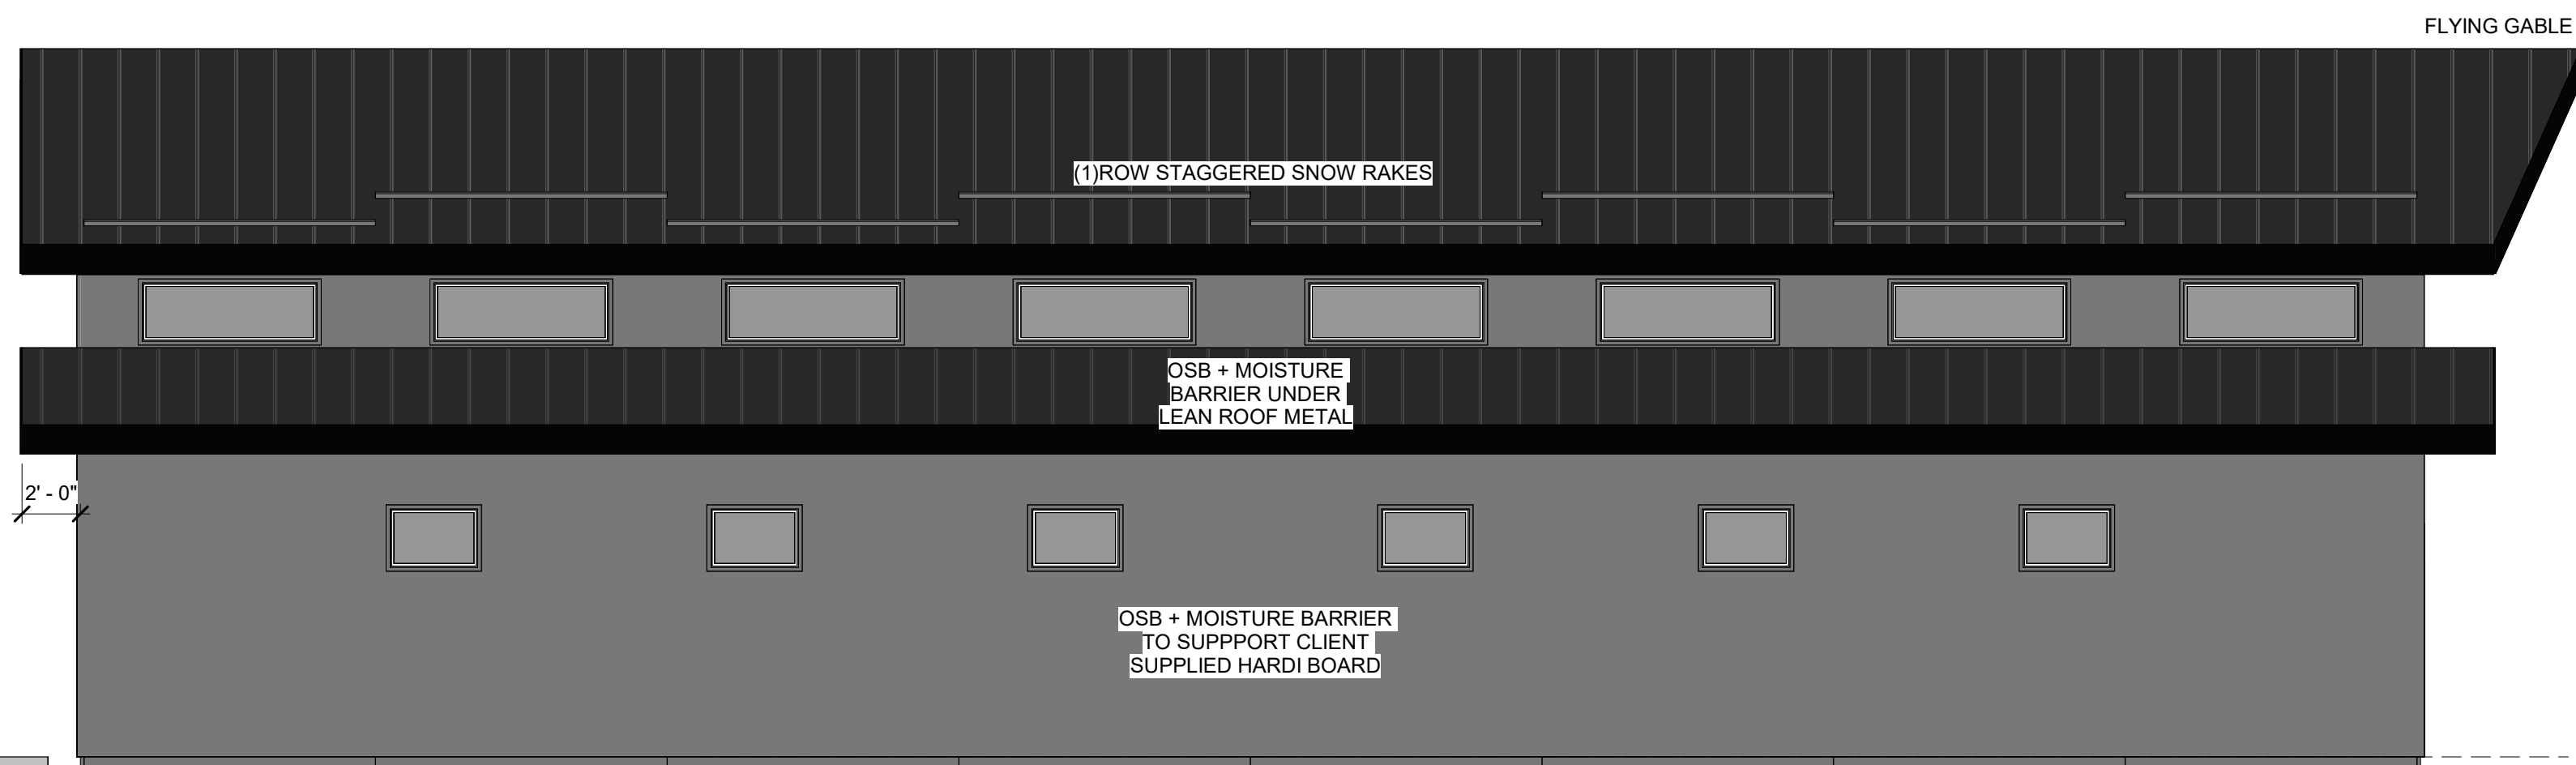 FLYING GABLE
(1)ROW STAGGERED SNOW RAKES
OSB + MOISTURE
BARRIER UNDER
LEAN ROOF METAL
2' - 0"
OSB + MOISTURE BARRIER
TO SUPPPORT CLIENT
SUPPLIED HARDI BOARD